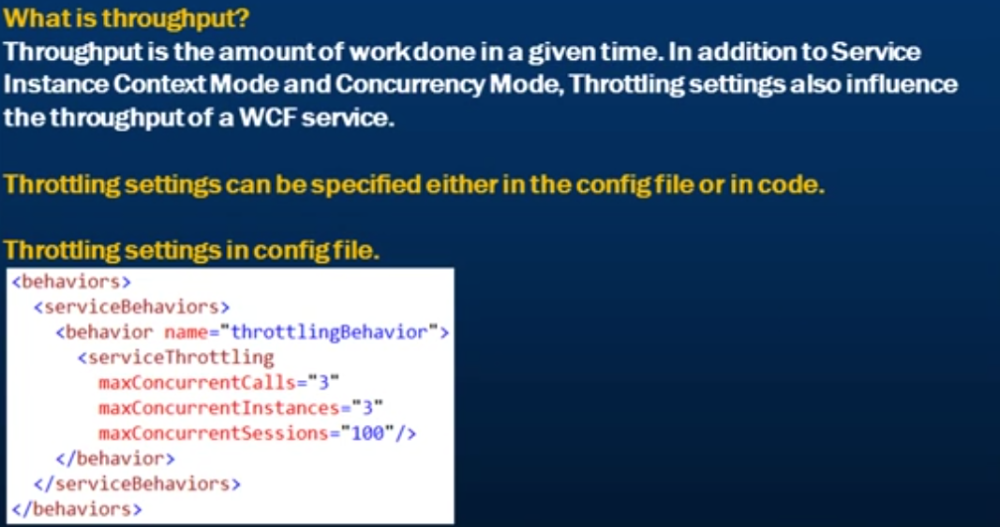 What is throughput?
Throughput is the amount of work done in a given time. In addition to Service
Instance Context Mode and Concurrency Mode, Throttling settings also influence
the throughput of a WCF service.
Throttling settings can be specified either in the config file or in code.
Throttling settings in config file.
<behaviors>
  <serviceBehaviors>
    <behavior name="throttlingBehavior">
      <serviceThrottling
        maxConcurrentCalls="3"
        maxConcurrentInstances="3"
        maxConcurrentSessions="100"/>
    </behavior>
  </serviceBehaviors>
</behaviors>